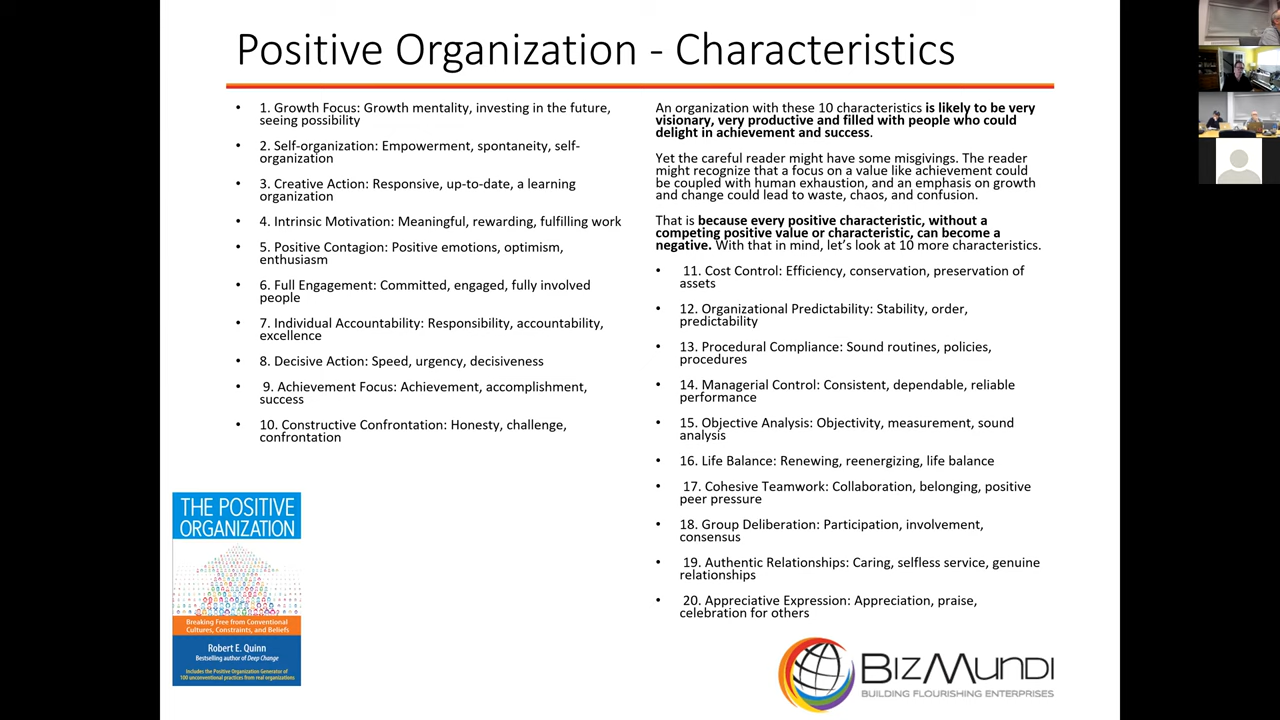 Positive Organization - Characteristics
• 1. Growth Focus: Growth mentality, investing in the future,
seeing possibility
• 2. Self-organization: Empowerment, spontaneity, self-
organization
• 3. Creative Action: Responsive, up-to-date, a learning
organization
• 4. Intrinsic Motivation: Meaningful, rewarding, fulfilling work
• 5. Positive Contagion: Positive emotions, optimism,
enthusiasm
• 6. Full Engagement: Committed, engaged, fully involved
people
• 7. Individual Accountability: Responsibility, accountability,
excellence
• 8. Decisive Action: Speed, urgency, decisiveness
• 9. Achievement Focus: Achievement, accomplishment,
success
• 10. Constructive Confrontation: Honesty, challenge,
confrontation
An organization with these 10 characteristics is likely to be very
visionary, very productive and filled with people who could
delight in achievement and success.
Yet the careful reader might have some misgivings. The reader
might recognize that a focus on a value like achievement could
be coupled with human exhaustion, and an emphasis on growth
and change could lead to waste, chaos, and confusion.
That is because every positive characteristic, without a
competing positive value or characteristic, can become a
negative. With that in mind, let's look at 10 more characteristics.
• 11. Cost Control: Efficiency, conservation, preservation of
assets
• 12. Organizational Predictability: Stability, order,
predictability
• 13. Procedural Compliance: Sound routines, policies,
procedures
• 14. Managerial Control: Consistent, dependable, reliable
performance
• 15. Objective Analysis: Objectivity, measurement, sound
analysis
• 16. Life Balance: Renewing, reenergizing, life balance
• 17. Cohesive Teamwork: Collaboration, belonging, positive
peer pressure
• 18. Group Deliberation: Participation, involvement,
consensus
• 19. Authentic Relationships: Caring, selfless service, genuine
relationships
• 20. Appreciative Expression: Appreciation, praise,
celebration for others
THE POSITIVE
ORGANIZATION
Breaking Free from Conventional
Cultures, Constraints, and Beliefs
Robert E. Quinn
Bestselling author of Deep Change
Includes the Positive Organization Generator of
100 unconventional practices from real organizations
BIZMUNDI
BUILDING FLOURISHING ENTERPRISES